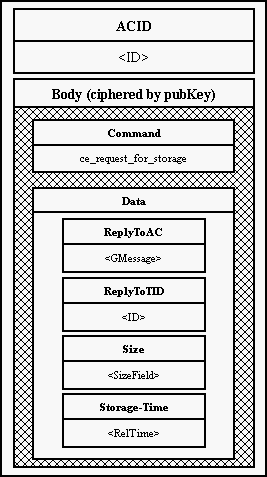 ACID
<ID>
Body (ciphered by pubKey)
Command
ce_request_for_storage
Data
ReplyToAC
<GMessage>
ReplyToTID
<ID>
Size
<SizeField>
Storage-Time
<RelTime>